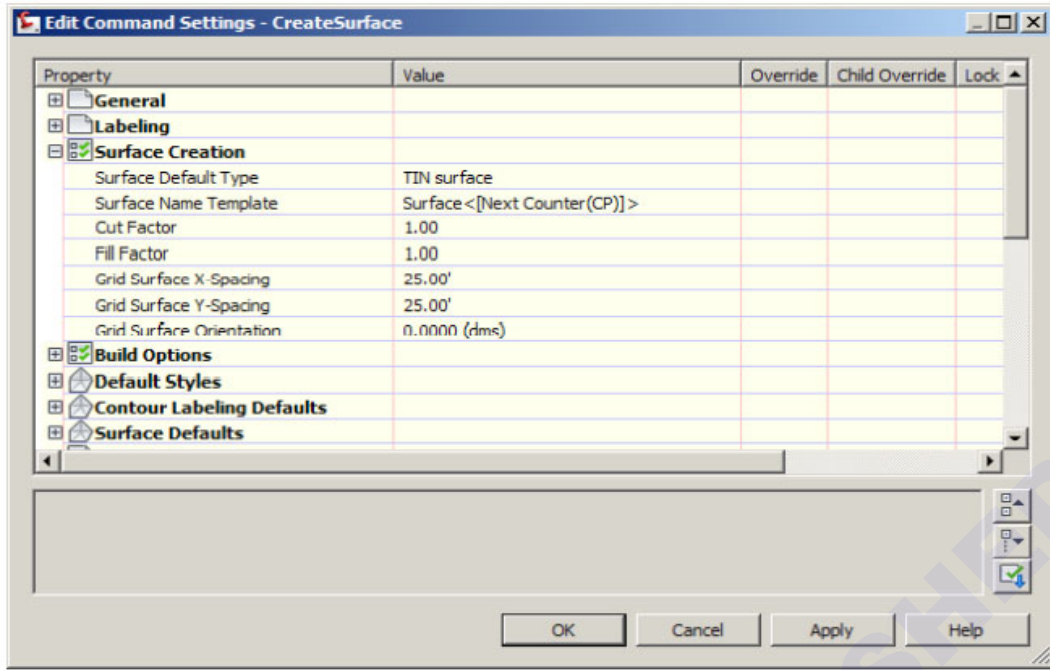 Edit Command Settings - CreateSurface
Property Value Override Child Override Lock
General
Labeling
Surface Creation
Surface Default Type TIN surface
Surface Name Template Surface<[Next Counter(CP)]>
Cut Factor 1.00
Fill Factor 1.00
Grid Surface X-Spacing 25.00'
Grid Surface Y-Spacing 25.00'
Grid Surface Orientation 0.0000 (dms)
Build Options
Default Styles
Contour Labeling Defaults
Surface Defaults
OK Cancel Apply Help